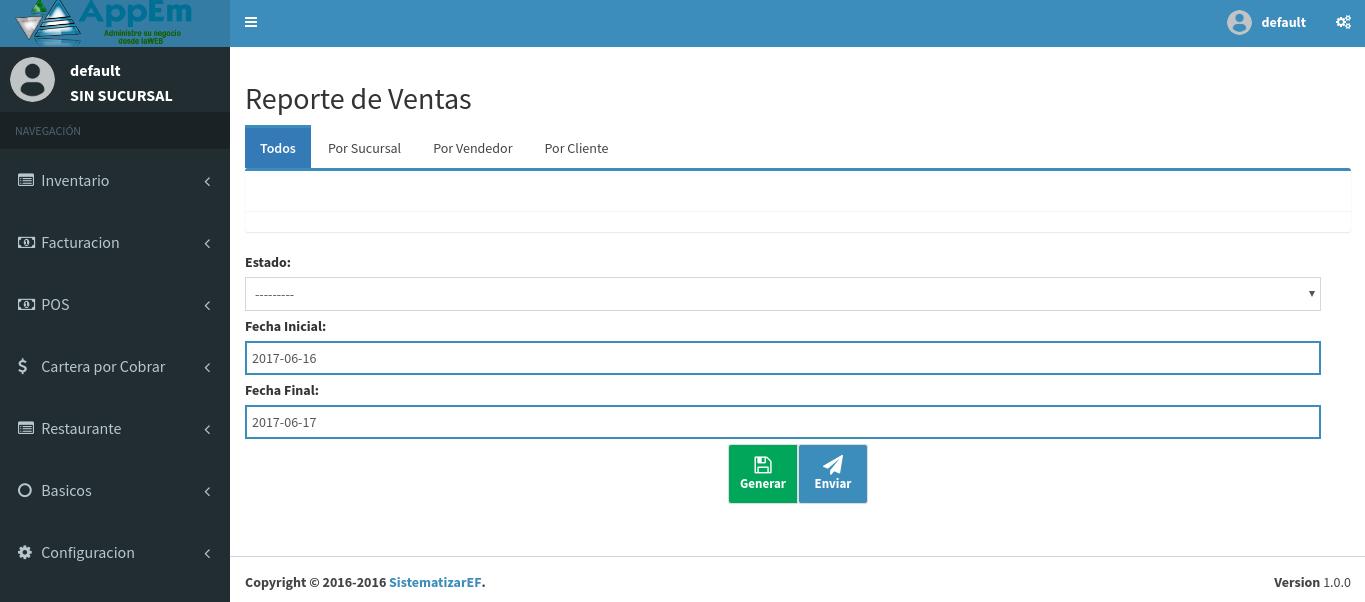 AppEm
Administre su negocio
desde laWEB
default
default
SIN SUCURSAL
NAVEGACIÓN
Inventario
Facturacion
POS
Cartera por Cobrar
Restaurante
Basicos
Configuracion
Reporte de Ventas
Todos Por Sucursal Por Vendedor Por Cliente
Estado:
---------
Fecha Inicial:
2017-06-16
Fecha Final:
2017-06-17
Generar Enviar
Copyright © 2016-2016 SistematizarEF. Version 1.0.0